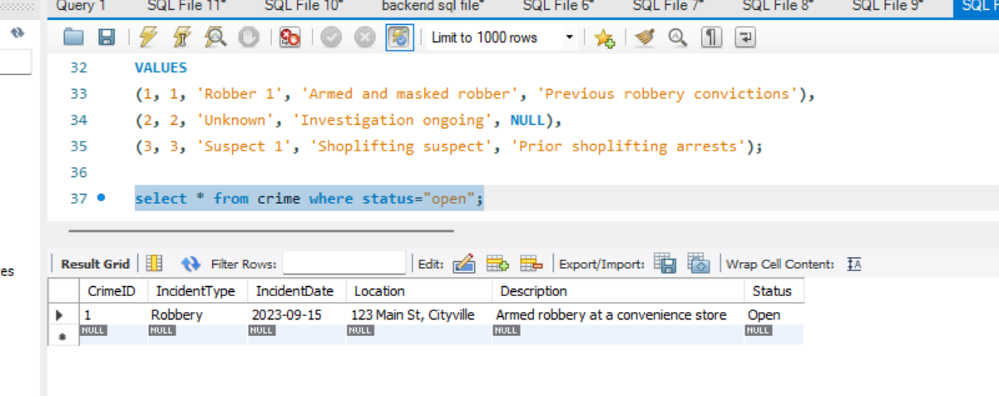 Query 1 SQL File 11* SQL File 10* backend sql file* SQL File 6* SQL File 7* SQL File 8* SQL File 9* SQL
Limit to 1000 rows
32 VALUES
33 (1, 1, 'Robber 1', 'Armed and masked robber', 'Previous robbery convictions'),
34 (2, 2, 'Unknown', 'Investigation ongoing', NULL),
35 (3, 3, 'Suspect 1', 'Shoplifting suspect', 'Prior shoplifting arrests');
36
37 select * from crime where status="open";
Result Grid Filter Rows: Edit: Export/Import: Wrap Cell Content: IA
CrimeID IncidentType IncidentDate Location Description Status
1 Robbery 2023-09-15 123 Main St, Cityville Armed robbery at a convenience store Open
NULL NULL NULL NULL NULL NULL